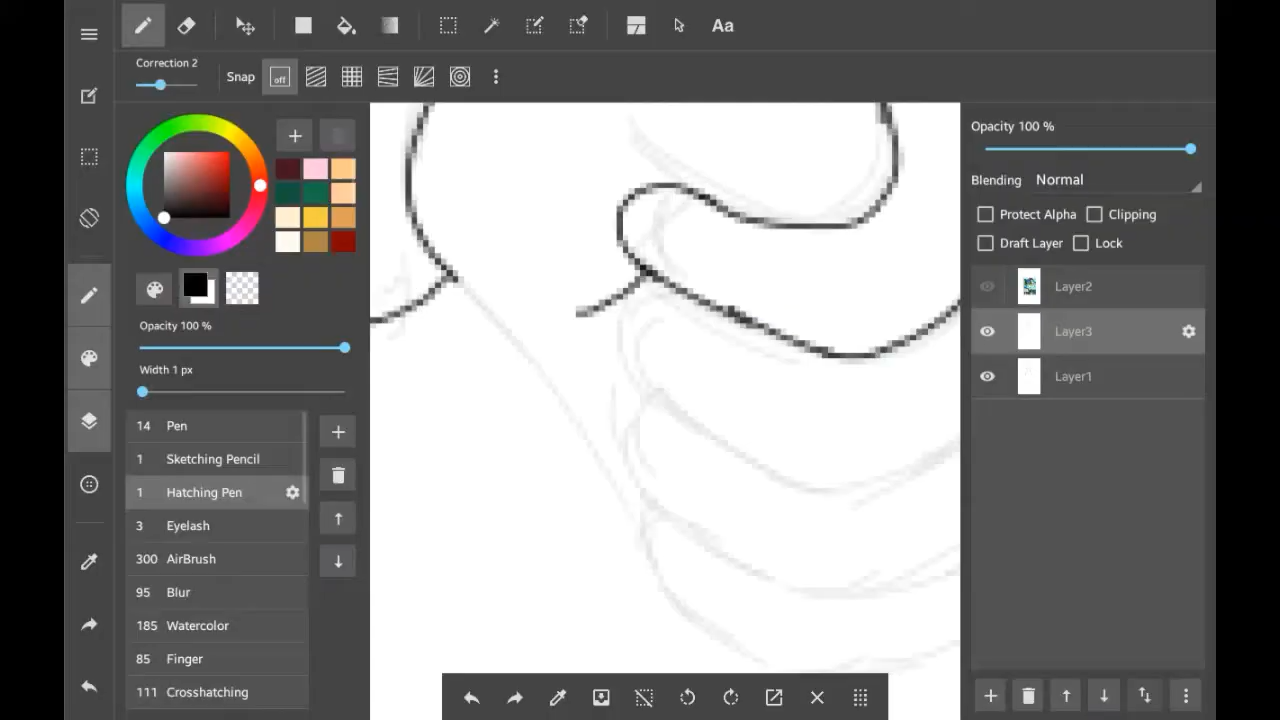 Aa
Correction 2
Snap
off
Opacity 100 %
Width 1 px
14 Pen
1 Sketching Pencil
1 Hatching Pen
3 Eyelash
300 AirBrush
95 Blur
185 Watercolor
85 Finger
111 Crosshatching
Opacity 100 %
Blending Normal
Protect Alpha Clipping
Draft Layer Lock
Layer2
Layer3
Layer1